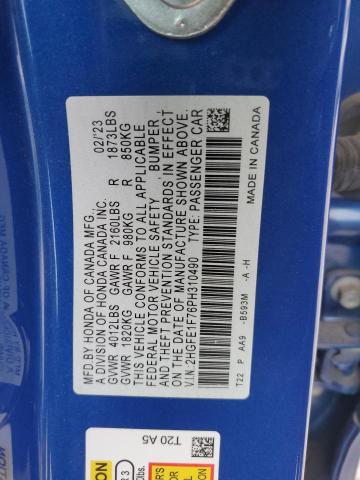 MFD BY HONDA OF CANADA MFG. 02/23
A DIVISION OF HONDA CANADA INC.
GVWR 4012LBS GAWR F 2160LBS R 1873LBS
GVWR 1820KG GAWR F 980KG R 850KG
THIS VEHICLE CONFORMS TO ALL APPLICABLE
FEDERAL MOTOR VEHICLE SAFETY BUMPER
AND THEFT PREVENTION STANDARDS IN EFFECT
ON THE DATE OF MANUFACTURE SHOWN ABOVE.
V.I.N: 2HGFE1F76PH310490 TYPE: PASSENGER CAR
MADE IN CANADA
T22 P AA9 -B593M -A -H
T20 A5